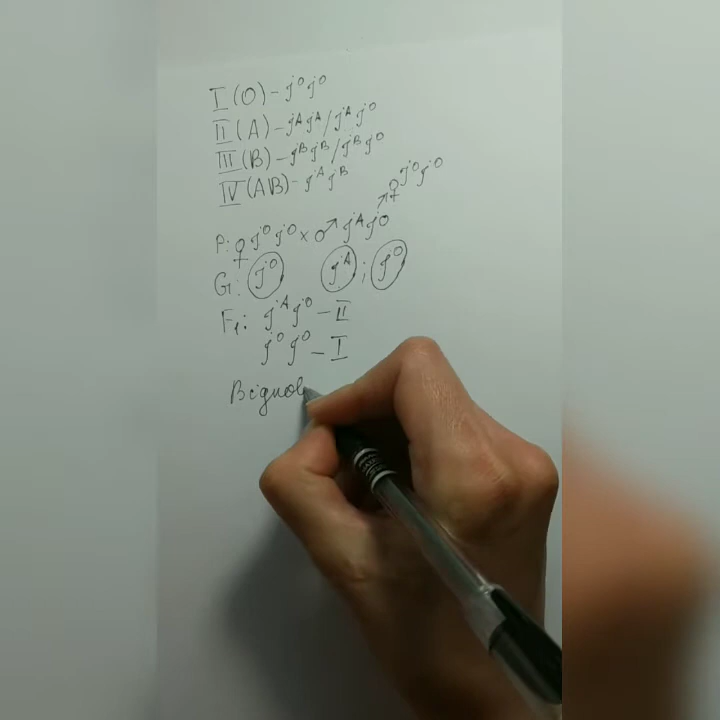 I (O) - j⁰j⁰
II (A) - jᴬjᴬ / jᴬj⁰
III (B) - jᴮjᴮ / jᴮj⁰
IV (AB) - jᴬjᴮ
↗ ♀ j⁰j⁰
P: ♀ j⁰j⁰ x ♂ jᴬj⁰
G: j⁰ jᴬ ; j⁰
F₁: jᴬj⁰ - II
j⁰j⁰ - I
Відпов